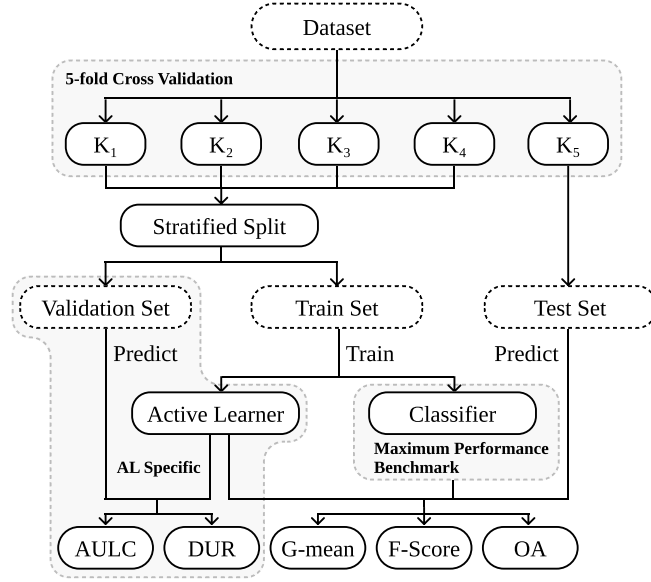 Dataset
5-fold Cross Validation
K₁
K₂
K₃
K₄
K₅
Stratified Split
Validation Set
Train Set
Test Set
Predict
Train
Predict
Active Learner
Classifier
Maximum Performance
Benchmark
AL Specific
AULC
DUR
G-mean
F-Score
OA